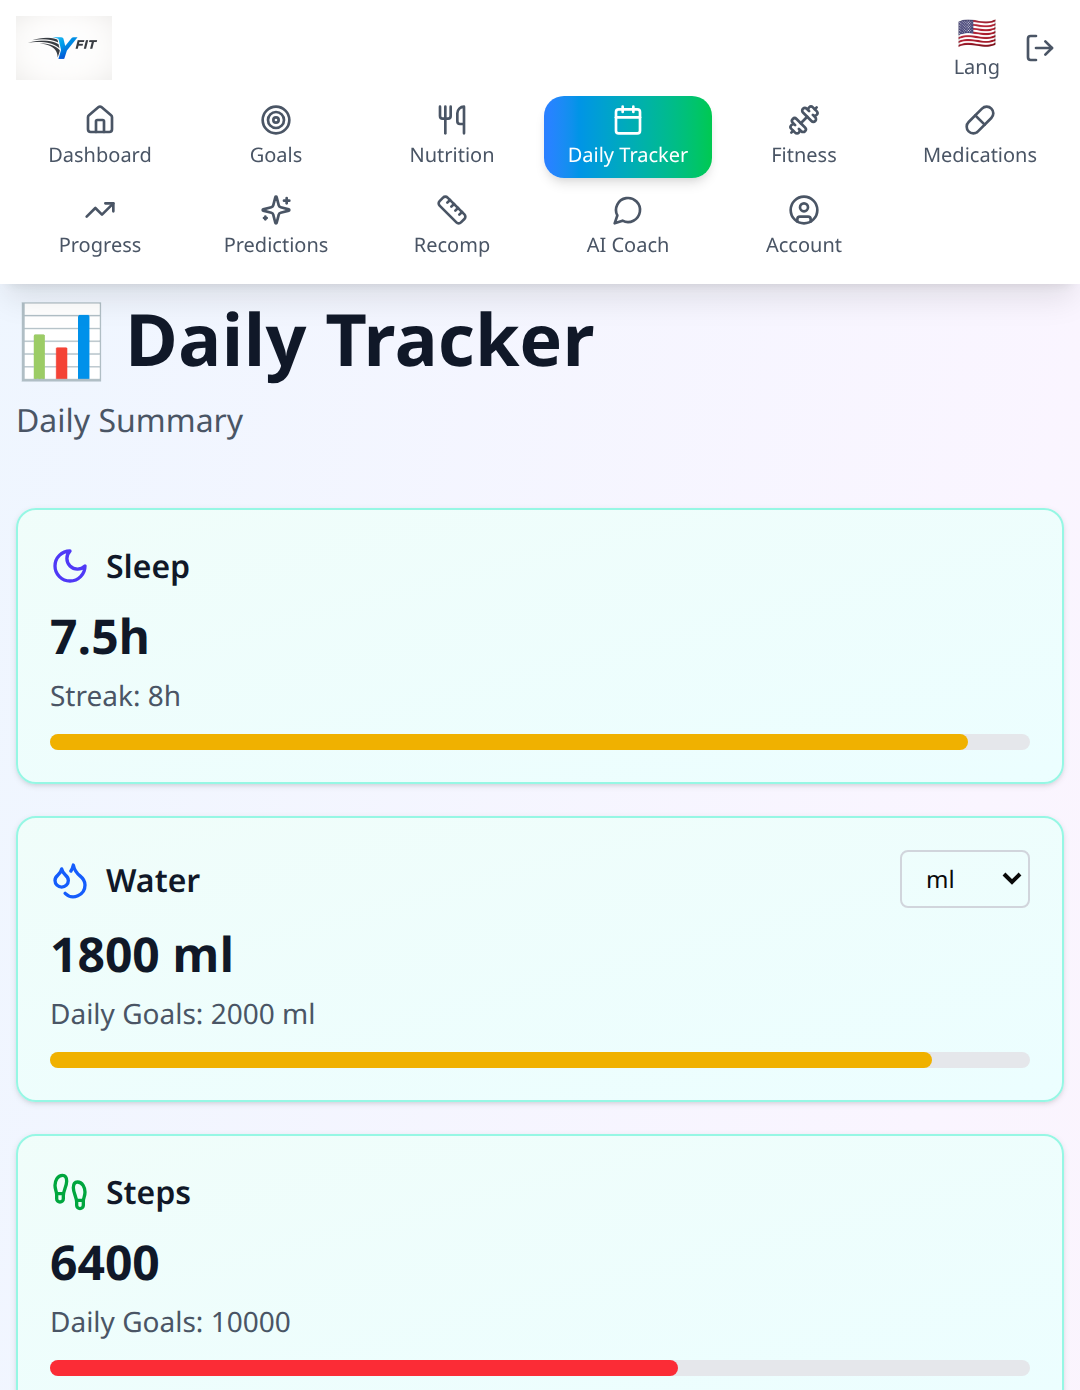 YFIT
Lang
Dashboard
Goals
Nutrition
Daily Tracker
Fitness
Medications
Progress
Predictions
Recomp
AI Coach
Account
Daily Tracker
Daily Summary
Sleep
7.5h
Streak: 8h
Water
ml
1800 ml
Daily Goals: 2000 ml
Steps
6400
Daily Goals: 10000